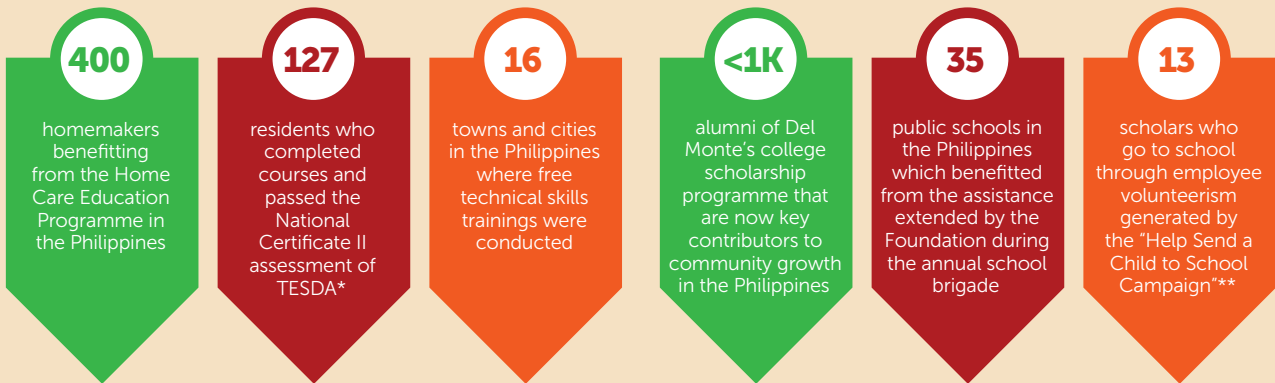 400
homemakers
benefitting
from the Home
Care Education
Programme in
the Philippines
127
residents who
completed
courses and
passed the
National
Certificate II
assessment of
TESDA*
16
towns and cities
in the Philippines
where free
technical skills
trainings were
conducted
<1K
alumni of Del
Monte’s college
scholarship
programme that
are now key
contributors to
community growth
in the Philippines
35
public schools in
the Philippines
which benefitted
from the assistance
extended by the
Foundation during
the annual school
brigade
13
scholars who
go to school
through employee
volunteerism
generated by
the “Help Send a
Child to School
Campaign”**